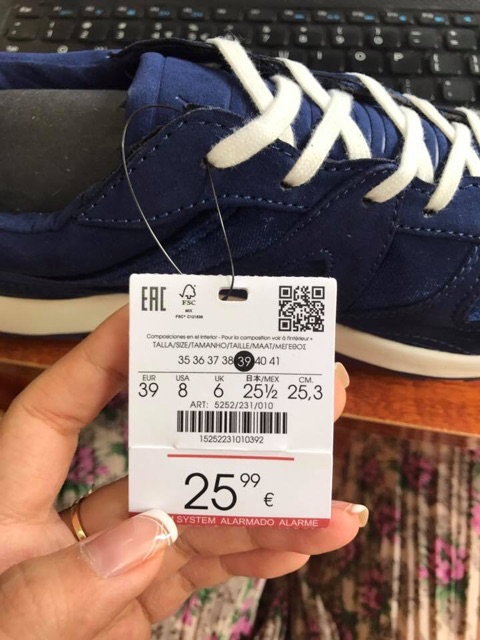 EAC
FSC
MIX
Composiciones en el interior - Pour la composition voir à l'intérieur •
TALLA/SIZE/TAMANHO/TAILLE/MAAT/ΜΕΓΕΘΟΣ
35 36 37 38 39 40 41
EUR USA UK 日本/MEX CM.
39 8 6 25½ 25,3
ART: 5252/231/010
15252231010392
25 99 €
SYSTEM ALARMADO ALARME